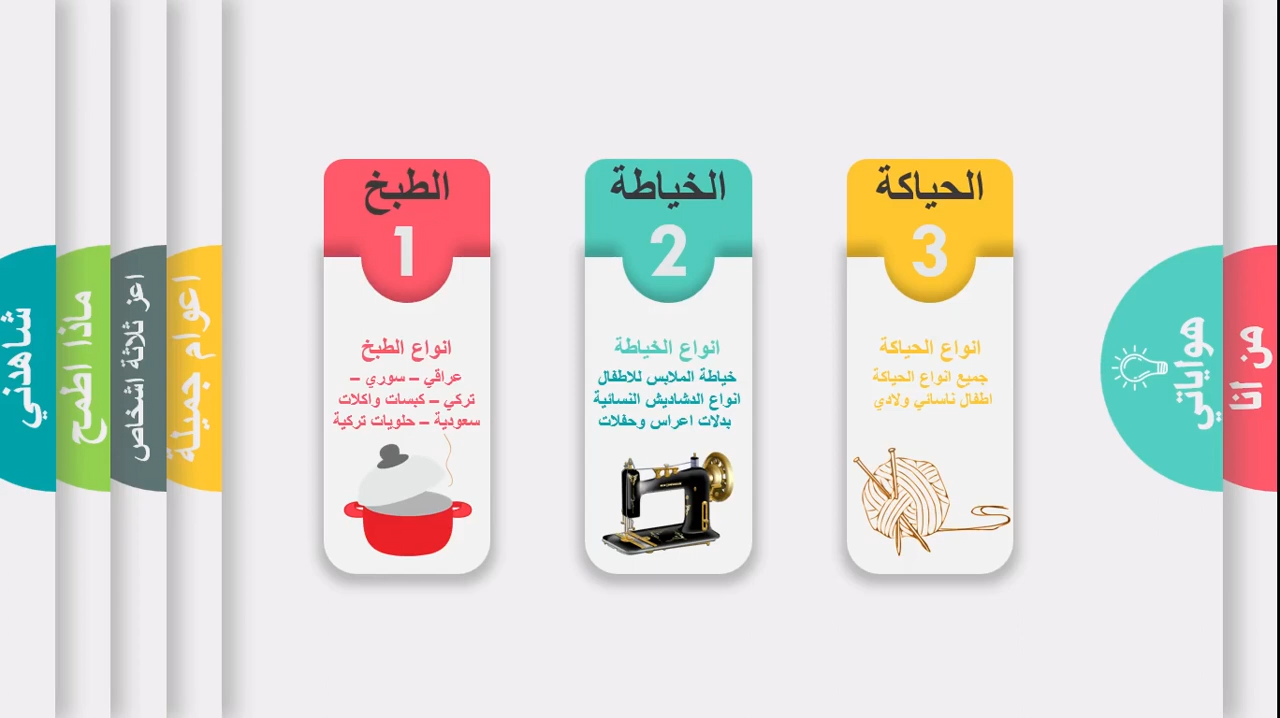 من انا
هواياتي
الطبخ
1
انواع الطبخ
عراقي – سوري –
تركي – كبسات واكلات
سعودية – حلويات تركية
الخياطة
2
انواع الخياطة
خياطة الملابس للاطفال
انواع الدشاديش النسائية
بدلات اعراس وحفلات
الحياكة
3
انواع الحياكة
جميع انواع الحياكة
اطفال ناسائي ولادي
اعوام جميلة
اعز ثلاثة اشخاص
ماذا اطمح
شاهدني